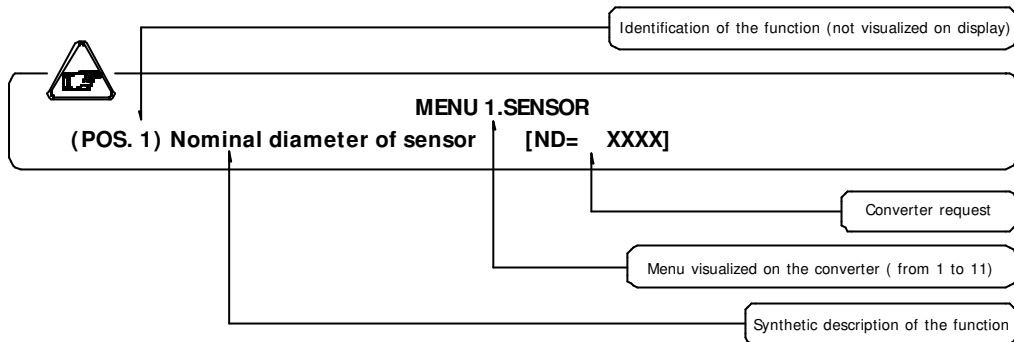 Identification of the function (not visualized on display)
MENU 1.SENSOR
(POS. 1) Nominal diameter of sensor [ND= XXXX]
Converter request
Menu visualized on the converter ( from 1 to 11)
Synthetic description of the function